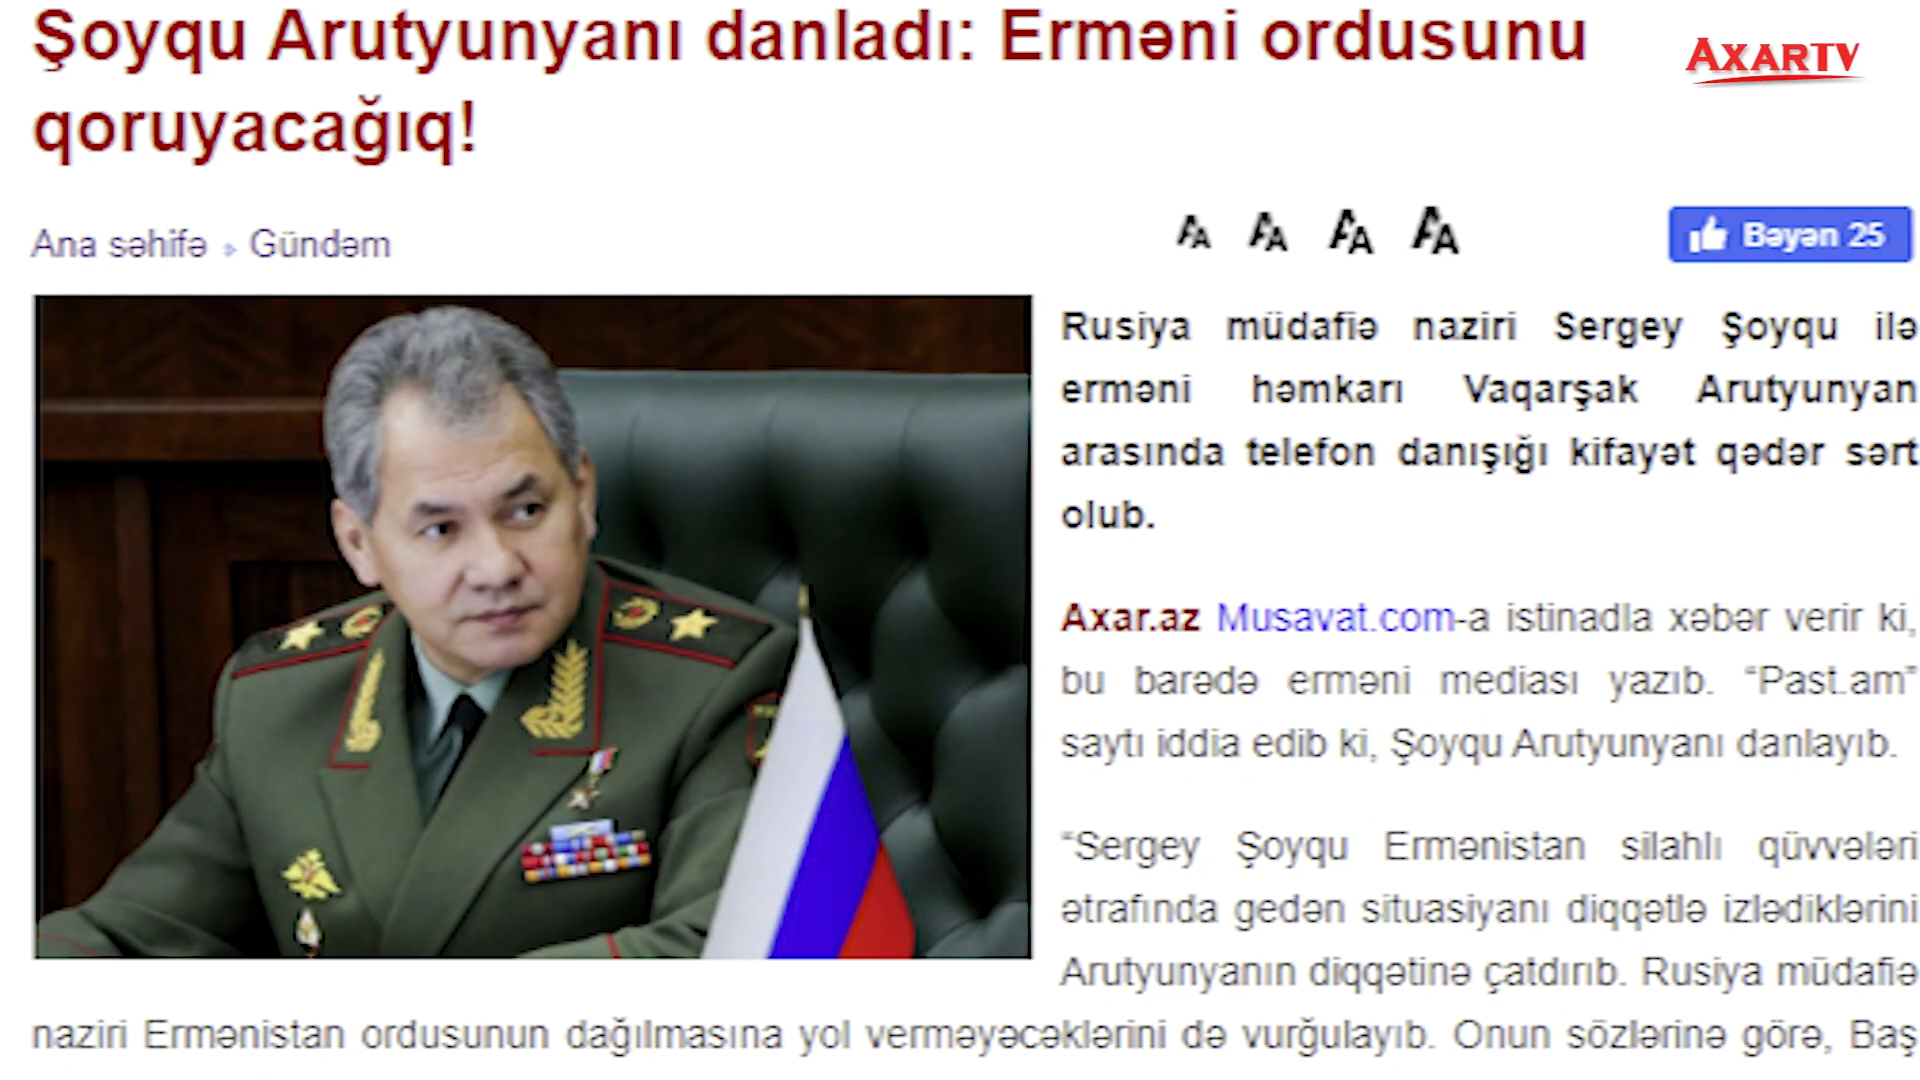 Şoyqu Arutyunyanı danladı: Erməni ordusunu
qoruyacağıq!
AXARTV
Ana səhifə » Gündəm
AA AA AA AA
Bəyən 25
Rusiya müdafiə naziri Sergey Şoyqu ilə
erməni həmkarı Vaqarşak Arutyunyan
arasında telefon danışığı kifayət qədər sərt
olub.
Axar.az Musavat.com-a istinadla xəbər verir ki,
bu barədə erməni mediası yazıb. “Past.am”
saytı iddia edib ki, Şoyqu Arutyunyanı danlayıb.
“Sergey Şoyqu Ermənistan silahlı qüvvələri
ətrafında gedən situasiyanı diqqətlə izlədiklərini
Arutyunyanın diqqətinə çatdırıb. Rusiya müdafiə
naziri Ermənistan ordusunun dağılmasına yol verməyəcəklərini də vurğulayıb. Onun sözlərinə görə, Baş